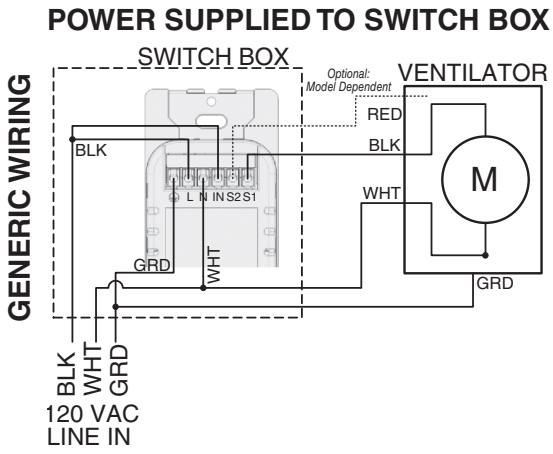 POWER SUPPLIED TO SWITCH BOX
SWITCH BOX
Optional:
Model Dependent
VENTILATOR
GENERIC WIRING
RED
BLK
BLK
WHT
M
L N IN S2 S1
GRD
WHT
GRD
BLK
WHT
GRD
120 VAC
LINE IN